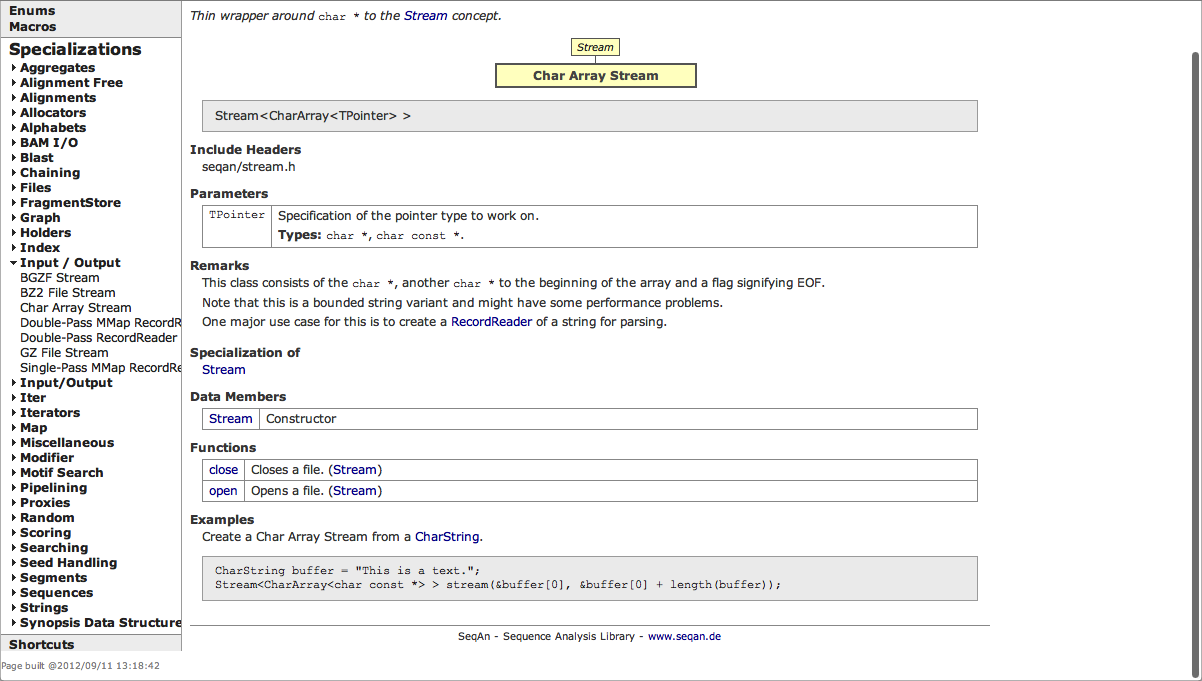 Enums
Macros
Specializations
Aggregates
Alignment Free
Alignments
Allocators
Alphabets
BAM I/O
Blast
Chaining
Files
FragmentStore
Graph
Holders
Index
Input / Output
BGZF Stream
BZ2 File Stream
Char Array Stream
Double-Pass MMap RecordR
Double-Pass RecordReader
GZ File Stream
Single-Pass MMap RecordRe
Input/Output
Iter
Iterators
Map
Miscellaneous
Modifier
Motif Search
Pipelining
Proxies
Random
Scoring
Searching
Seed Handling
Segments
Sequences
Strings
Synopsis Data Structure
Shortcuts
Page built @2012/09/11 13:18:42
Thin wrapper around char * to the Stream concept.
Stream
Char Array Stream
Stream<CharArray<TPointer> >
Include Headers
seqan/stream.h
Parameters
TPointer Specification of the pointer type to work on.
Types: char *, char const *.
Remarks
This class consists of the char *, another char * to the beginning of the array and a flag signifying EOF.
Note that this is a bounded string variant and might have some performance problems.
One major use case for this is to create a RecordReader of a string for parsing.
Specialization of
Stream
Data Members
Stream Constructor
Functions
close Closes a file. (Stream)
open Opens a file. (Stream)
Examples
Create a Char Array Stream from a CharString.
CharString buffer = "This is a text.";
Stream<CharArray<char const *> > stream(&buffer[0], &buffer[0] + length(buffer));
SeqAn - Sequence Analysis Library - www.seqan.de